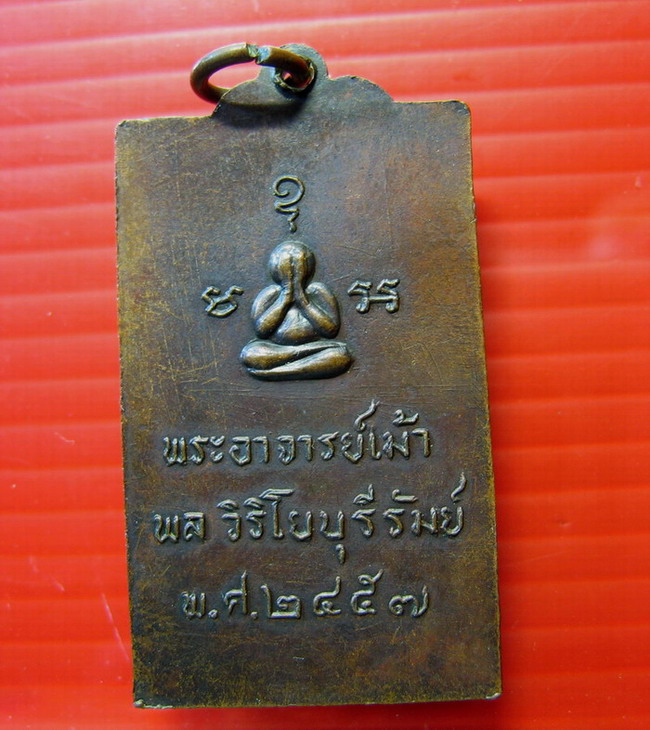 พระอาจารย์เม้า
พล วิริโยบุรีรัมย์
พ.ศ.๒๔๕๗